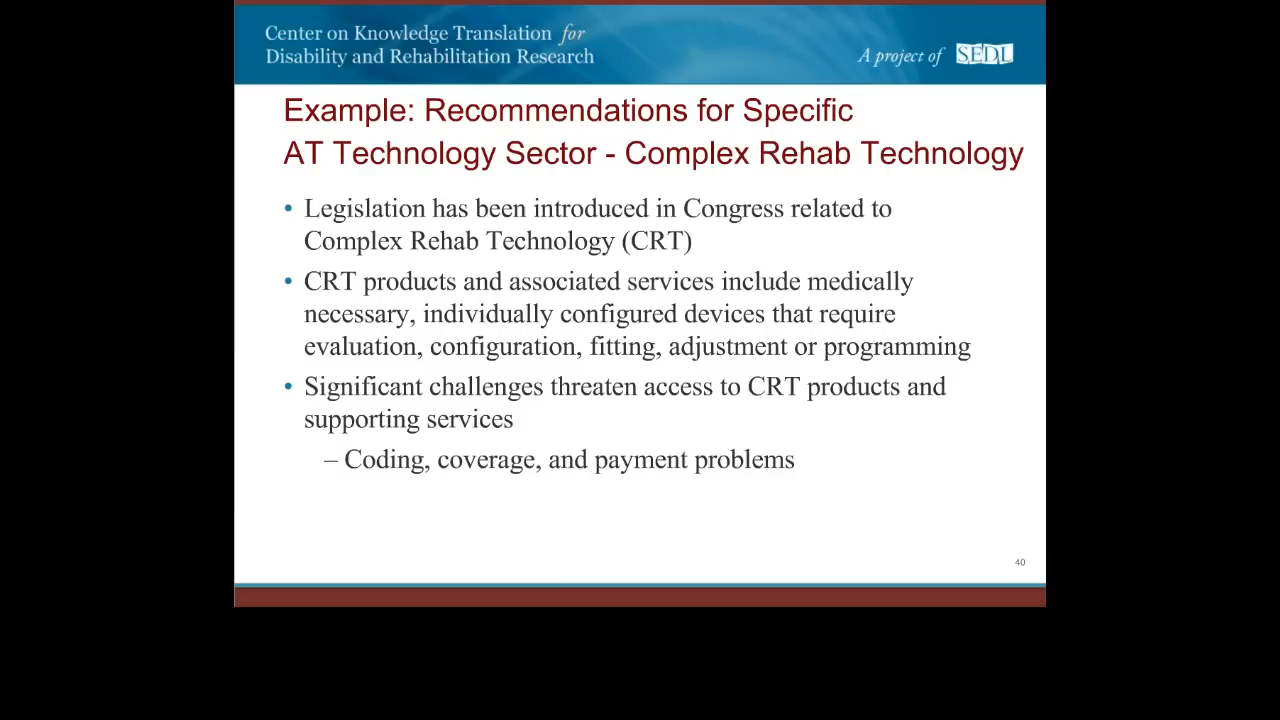 Center on Knowledge Translation for
Disability and Rehabilitation Research
A project of SEDL
Example: Recommendations for Specific
AT Technology Sector - Complex Rehab Technology
• Legislation has been introduced in Congress related to
Complex Rehab Technology (CRT)
• CRT products and associated services include medically
necessary, individually configured devices that require
evaluation, configuration, fitting, adjustment or programming
• Significant challenges threaten access to CRT products and
supporting services
– Coding, coverage, and payment problems
40